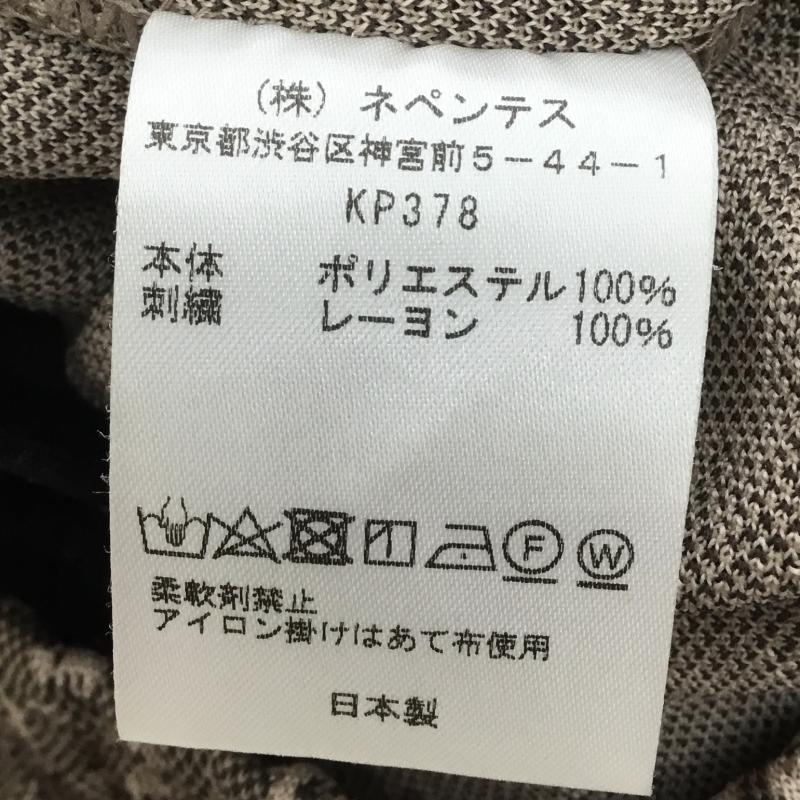 （株）ネペンテス
東京都渋谷区神宮前5-44-1
KP378
本体 ポリエステル100%
刺繍 レーヨン 100%
F W
柔軟剤禁止
アイロン掛けはあて布使用
日本製